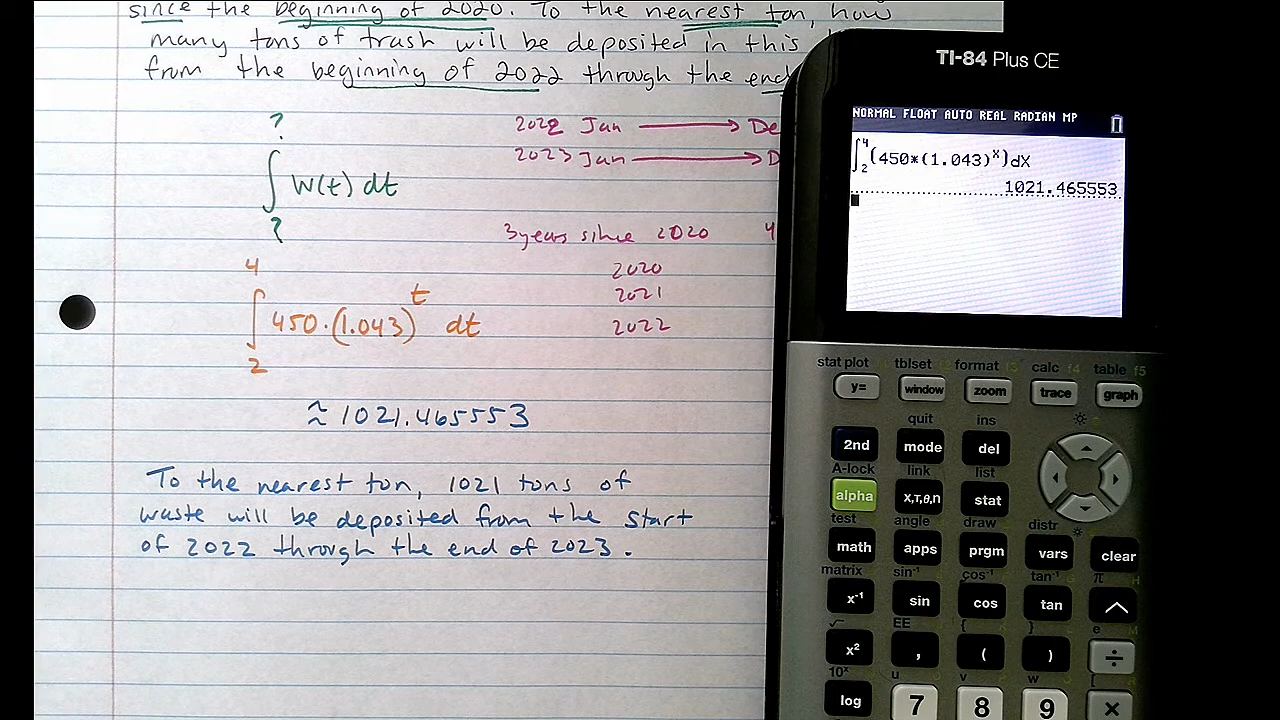 since the beginning of 2020. To the nearest ton, how
many tons of trash will be deposited in this
from the beginning of 2022 through the end
?
∫ W(t) dt
?
2022 Jan → De
2023 Jan → D
3 years since 2020 4
2020
2021
2022
4
∫ 450·(1.043)^t dt
2
≈ 1021.465553
To the nearest ton, 1021 tons of
waste will be deposited from the start
of 2022 through the end of 2023.
TI-84 Plus CE
NORMAL FLOAT AUTO REAL RADIAN MP
∫₂⁴(450*(1.043)^X)dX
1021.465553
stat plot tblset format calc table f5
y= window zoom trace graph
quit ins
2nd mode del
A-lock link list
alpha X,T,θ,n stat
test angle draw distr
math apps prgm vars clear
matrix sin⁻¹ cos⁻¹ tan⁻¹ π
x⁻¹ sin cos tan ^
√ EE { } e
x² , ( ) ÷
10ˣ u v w [
log 7 8 9 ×